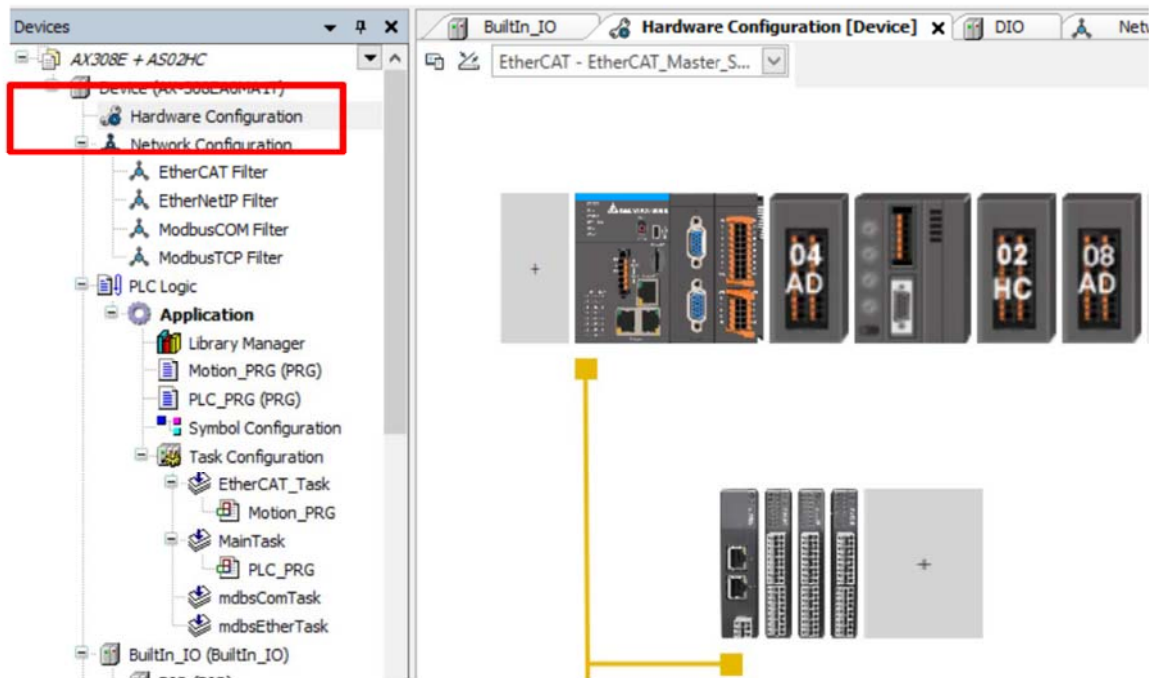 Devices
AX308E + AS02HC
Hardware Configuration
Network Configuration
EtherCAT Filter
EtherNetIP Filter
ModbusCOM Filter
ModbusTCP Filter
PLC Logic
Application
Library Manager
Motion_PRG (PRG)
PLC_PRG (PRG)
Symbol Configuration
Task Configuration
EtherCAT_Task
Motion_PRG
MainTask
PLC_PRG
mdbsComTask
mdbsEtherTask
BuiltIn_IO (BuiltIn_IO)
BuiltIn_IO
Hardware Configuration [Device]
DIO
Netw
EtherCAT - EtherCAT_Master_S...
+
04
AD
02
HC
08
AD
+